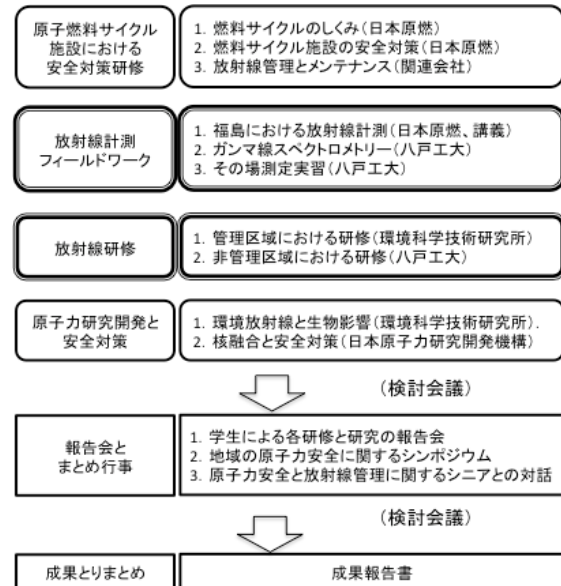 原子燃料サイクル
施設における
安全対策研修
1. 燃料サイクルのしくみ(日本原燃)
2. 燃料サイクル施設の安全対策(日本原燃)
3. 放射線管理とメンテナンス(関連会社)
放射線計測
フィールドワーク
1. 福島における放射線計測(日本原燃、講義)
2. ガンマ線スペクトロメトリー(八戸工大)
3. その場測定実習(八戸工大)
放射線研修
1. 管理区域における研修(環境科学技術研究所)
2. 非管理区域における研修(八戸工大)
原子力研究開発と
安全対策
1. 環境放射線と生物影響(環境科学技術研究所).
2. 核融合と安全対策(日本原子力研究開発機構)
(検討会議)
報告会と
まとめ行事
1. 学生による各研修と研究の報告会
2. 地域の原子力安全に関するシンポジウム
3. 原子力安全と放射線管理に関するシニアとの対話
(検討会議)
成果とりまとめ
成果報告書